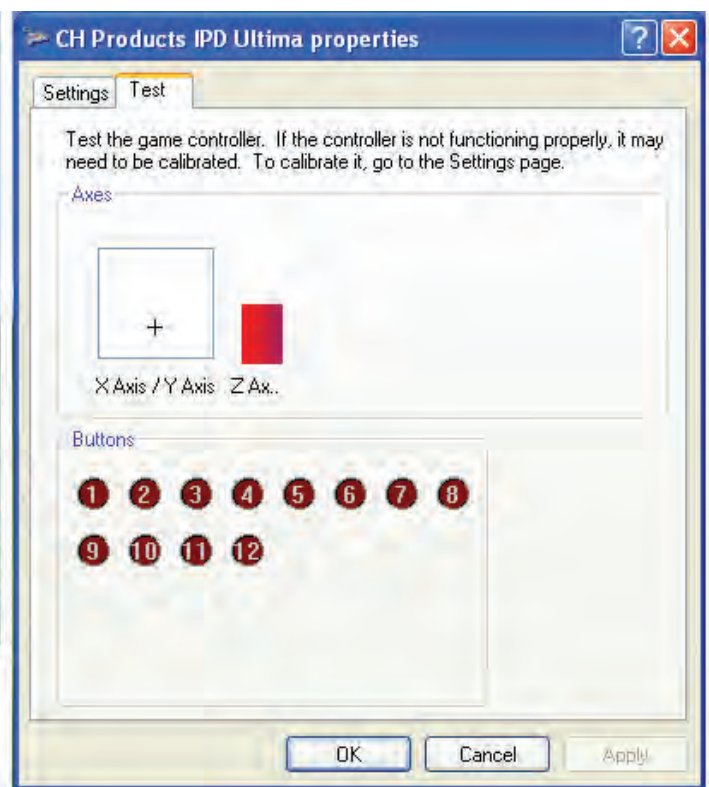 CH Products IPD Ultima properties
Settings Test
Test the game controller. If the controller is not functioning properly, it may
need to be calibrated. To calibrate it, go to the Settings page.
Axes
X Axis / Y Axis Z Ax..
Buttons
1 2 3 4 5 6 7 8
9 10 11 12
OK Cancel Apply